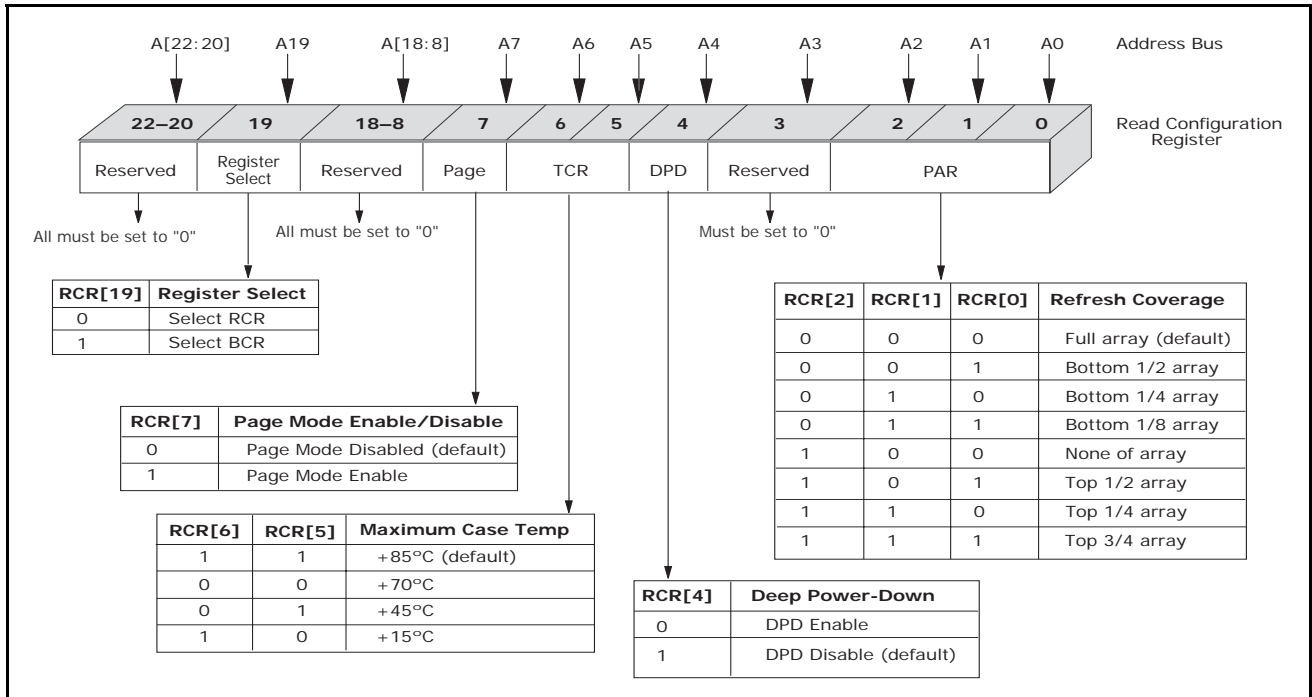 A[22:20] A19 A[18:8] A7 A6 A5 A4 A3 A2 A1 A0 Address Bus
22–20 19 18–8 7 6 5 4 3 2 1 0 Read Configuration
Register
Reserved Register Select Reserved Page TCR DPD Reserved PAR
All must be set to "0" All must be set to "0" Must be set to "0"
RCR[19] Register Select
0 Select RCR
1 Select BCR
RCR[7] Page Mode Enable/Disable
0 Page Mode Disabled (default)
1 Page Mode Enable
RCR[6] RCR[5] Maximum Case Temp
1 1 +85ºC (default)
0 0 +70ºC
0 1 +45ºC
1 0 +15ºC
RCR[4] Deep Power-Down
0 DPD Enable
1 DPD Disable (default)
RCR[2] RCR[1] RCR[0] Refresh Coverage
0 0 0 Full array (default)
0 0 1 Bottom 1/2 array
0 1 0 Bottom 1/4 array
0 1 1 Bottom 1/8 array
1 0 0 None of array
1 0 1 Top 1/2 array
1 1 0 Top 1/4 array
1 1 1 Top 3/4 array